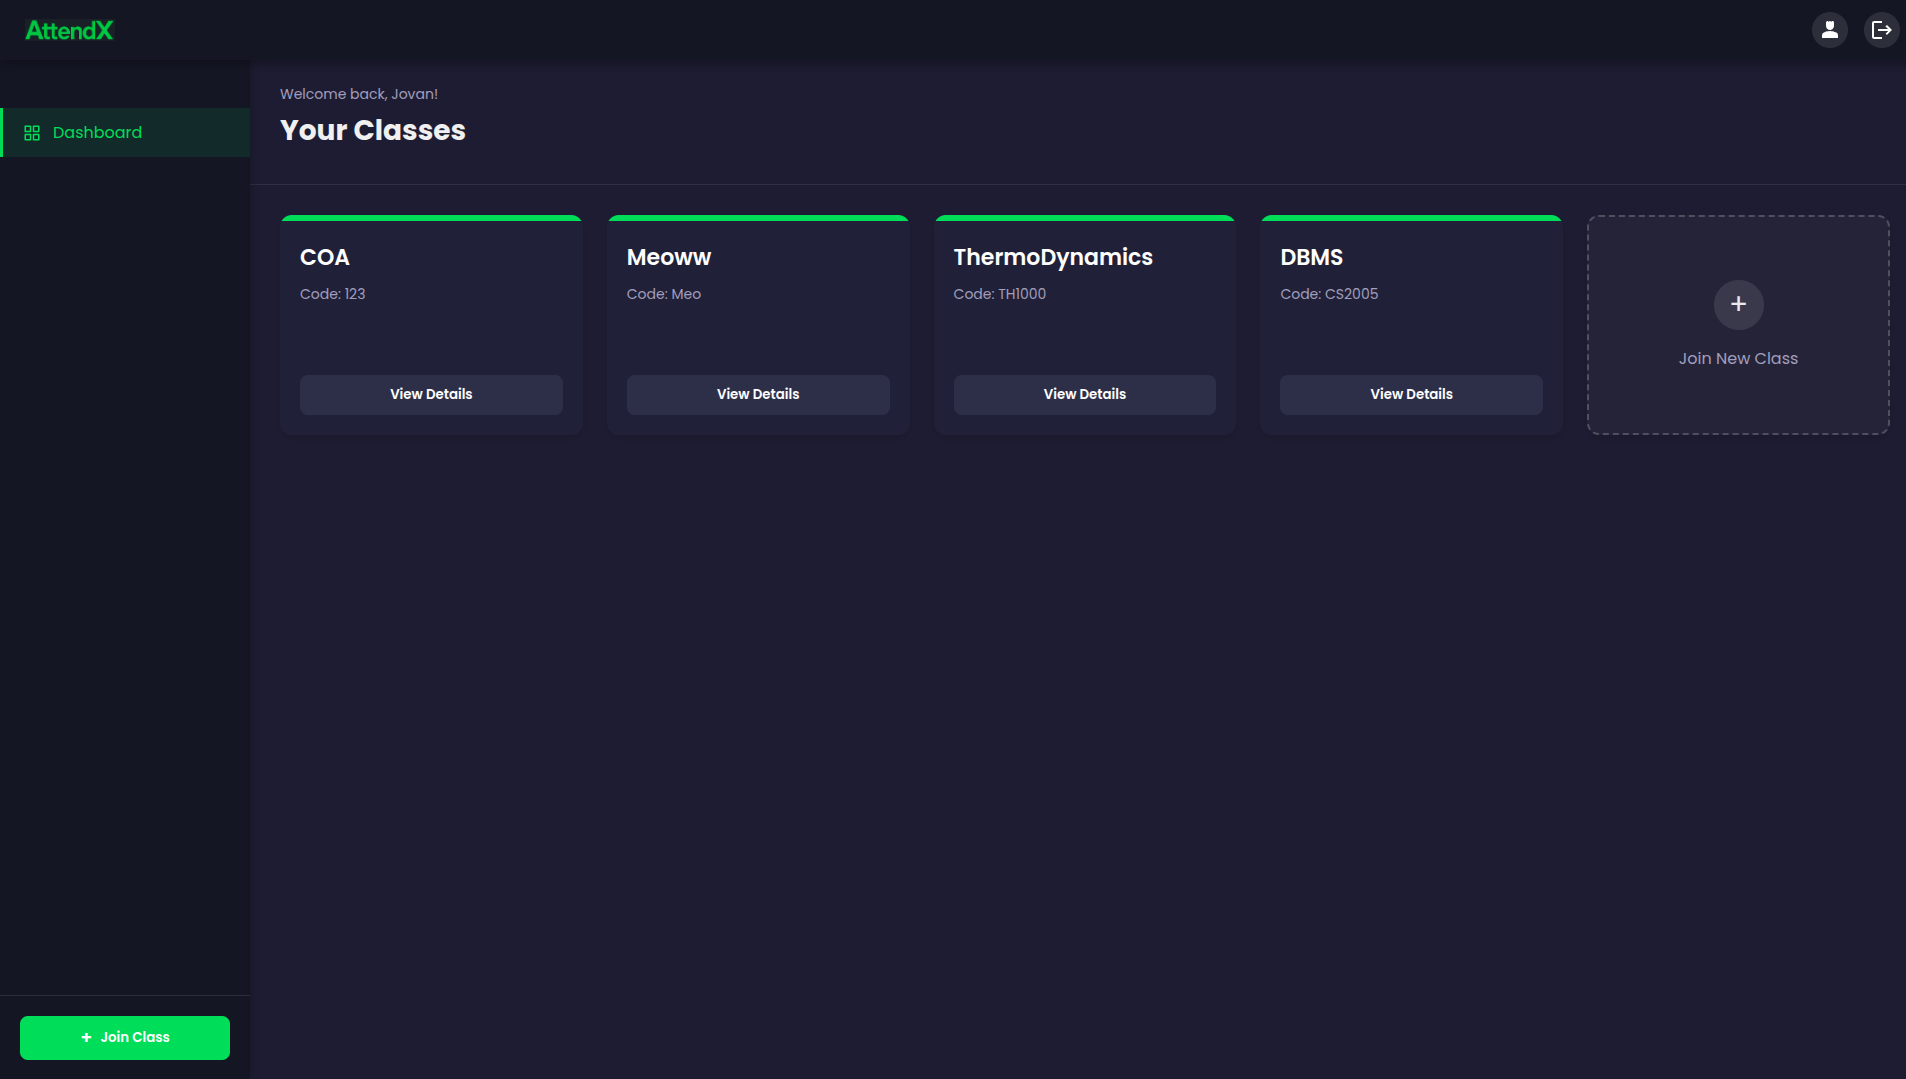 AttendX
Dashboard
Welcome back, Jovan!
Your Classes
COA
Code: 123
View Details
Meoww
Code: Meo
View Details
ThermoDynamics
Code: TH1000
View Details
DBMS
Code: CS2005
View Details
+
Join New Class
+ Join Class